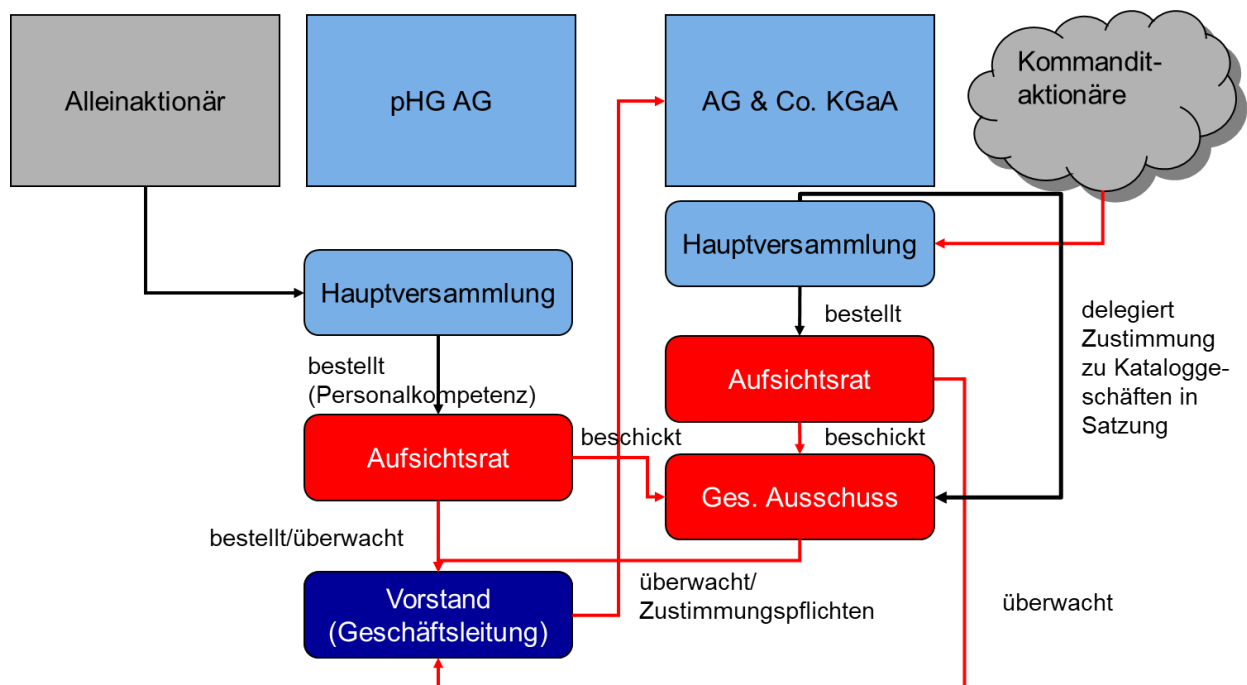 Alleinaktionär
pHG AG
AG & Co. KGaA
Kommandit-
aktionäre
Hauptversammlung
Hauptversammlung
bestellt
(Personalkompetenz)
bestellt
delegiert
Zustimmung
zu Katalogge-
schäften in
Satzung
Aufsichtsrat
Aufsichtsrat
beschickt
beschickt
Ges. Ausschuss
bestellt/überwacht
Vorstand
(Geschäftsleitung)
überwacht/
Zustimmungspflichten
überwacht